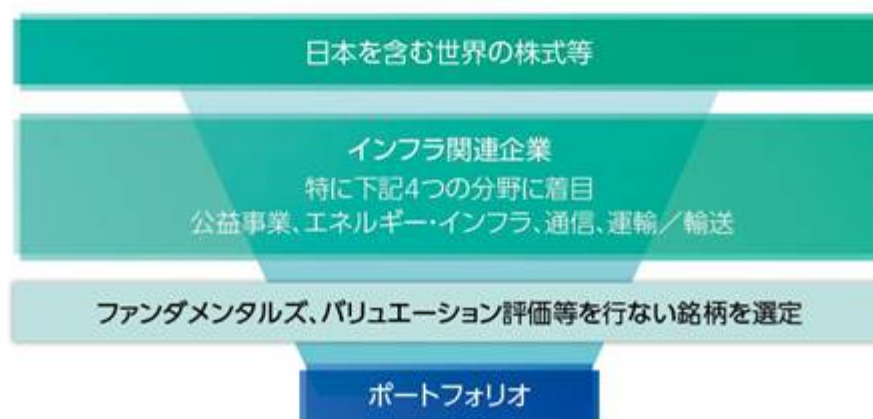 日本を含む世界の株式等
インフラ関連企業
特に下記4つの分野に着目
公益事業、エネルギー・インフラ、通信、運輸／輸送
ファンダメンタルズ、バリュエーション評価等を行ない銘柄を選定
ポートフォリオ